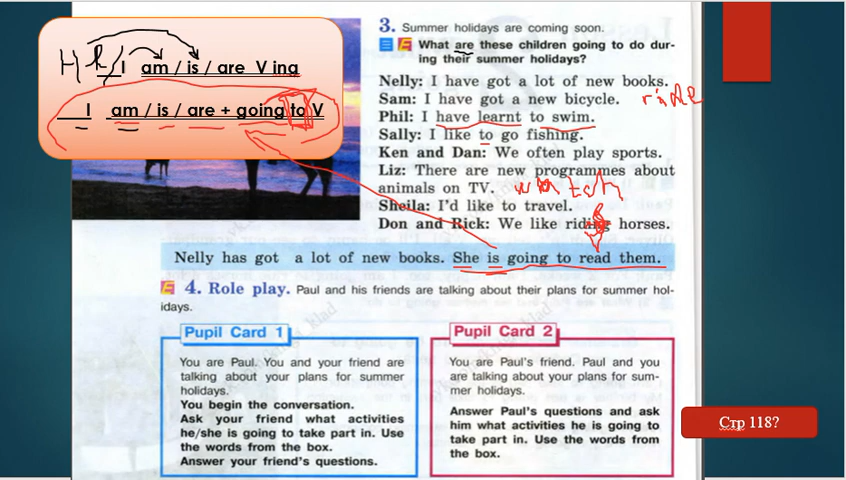 I am / is / are V ing
I am / is / are + going to V
3. Summer holidays are coming soon.
What are these children going to do dur-
ing their summer holidays?
Nelly: I have got a lot of new books.
Sam: I have got a new bicycle. ride
Phil: I have learnt to swim.
Sally: I like to go fishing.
Ken and Dan: We often play sports.
Liz: There are new programmes about
animals on TV. watch
Sheila: I'd like to travel.
Don and Rick: We like riding horses.
Nelly has got a lot of new books. She is going to read them.
4. Role play. Paul and his friends are talking about their plans for summer hol-
idays.
Pupil Card 1
You are Paul. You and your friend are
talking about your plans for summer
holidays.
You begin the conversation.
Ask your friend what activities
he/she is going to take part in. Use
the words from the box.
Answer your friend's questions.
Pupil Card 2
You are Paul's friend. Paul and you
are talking about your plans for sum-
mer holidays.
Answer Paul's questions and ask
him what activities he is going to
take part in. Use the words from
the box.
Стр 118?